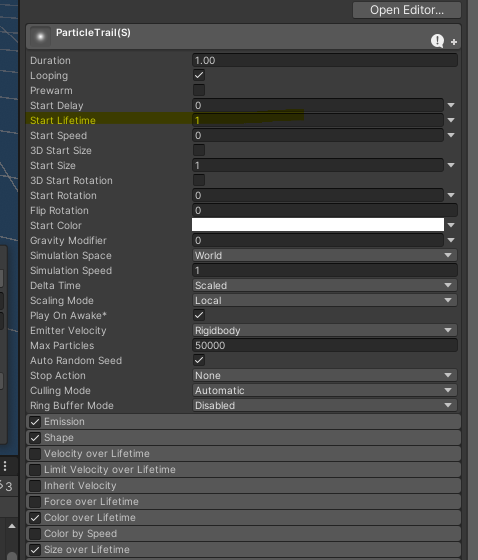 Open Editor...
ParticleTrail(S)
Duration 1.00
Looping
Prewarm
Start Delay 0
Start Lifetime 1
Start Speed 0
3D Start Size
Start Size 1
3D Start Rotation
Start Rotation 0
Flip Rotation 0
Start Color
Gravity Modifier 0
Simulation Space World
Simulation Speed 1
Delta Time Scaled
Scaling Mode Local
Play On Awake*
Emitter Velocity Rigidbody
Max Particles 50000
Auto Random Seed
Stop Action None
Culling Mode Automatic
Ring Buffer Mode Disabled
Emission
Shape
Velocity over Lifetime
Limit Velocity over Lifetime
Inherit Velocity
3
Force over Lifetime
Color over Lifetime
Color by Speed
Size over Lifetime